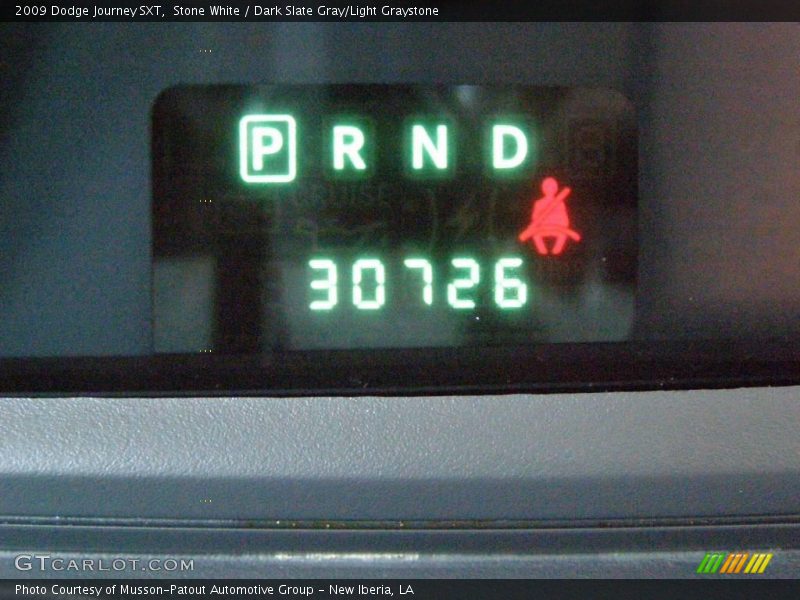 2009 Dodge Journey SXT,  Stone White / Dark Slate Gray/Light Graystone
P R N D
CRUISE
30726
GTCARLOT.COM
Photo Courtesy of Musson-Patout Automotive Group - New Iberia, LA